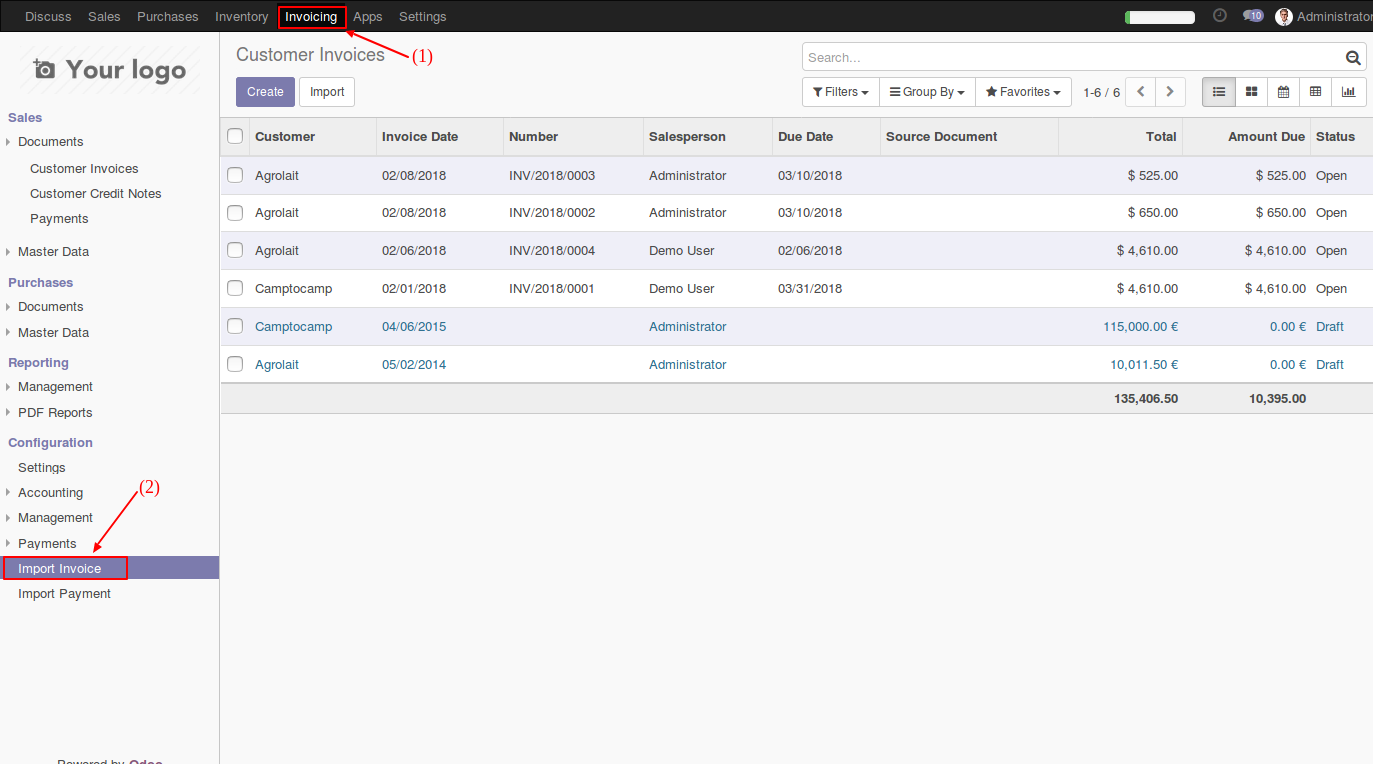 Discuss Sales Purchases Inventory Invoicing Apps Settings 10 Administrator
(1)
Your logo
Customer Invoices
Search...
Create Import
Filters Group By Favorites 1-6 / 6
Sales
Documents
Customer Invoices
Customer Credit Notes
Payments
Master Data
Purchases
Documents
Master Data
Reporting
Management
PDF Reports
Configuration
Settings
Accounting
(2)
Management
Payments
Import Invoice
Import Payment
Powered by Odoo
Customer Invoice Date Number Salesperson Due Date Source Document Total Amount Due Status
Agrolait 02/08/2018 INV/2018/0003 Administrator 03/10/2018 $ 525.00 $ 525.00 Open
Agrolait 02/08/2018 INV/2018/0002 Administrator 03/10/2018 $ 650.00 $ 650.00 Open
Agrolait 02/06/2018 INV/2018/0004 Demo User 02/06/2018 $ 4,610.00 $ 4,610.00 Open
Camptocamp 02/01/2018 INV/2018/0001 Demo User 03/31/2018 $ 4,610.00 $ 4,610.00 Open
Camptocamp 04/06/2015 Administrator 115,000.00 € 0.00 € Draft
Agrolait 05/02/2014 Administrator 10,011.50 € 0.00 € Draft
135,406.50 10,395.00